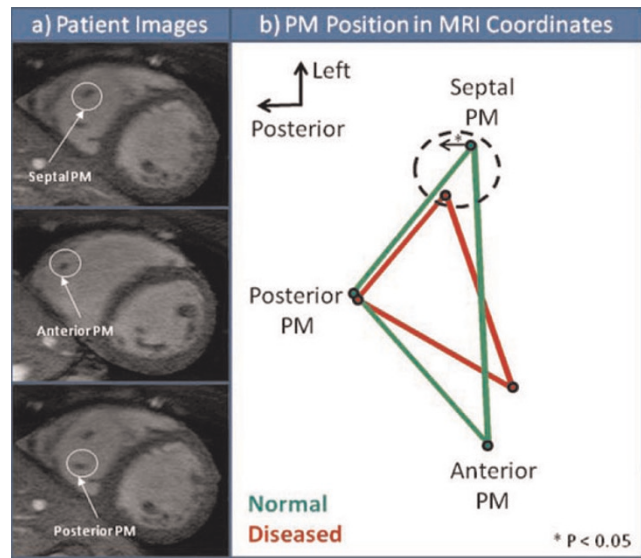 a) Patient Images
Septal PM
Anterior PM
Posterior PM
b) PM Position in MRI Coordinates
Left
Posterior
Septal
PM
*
Posterior
PM
Anterior
PM
Normal
Diseased
* P < 0.05